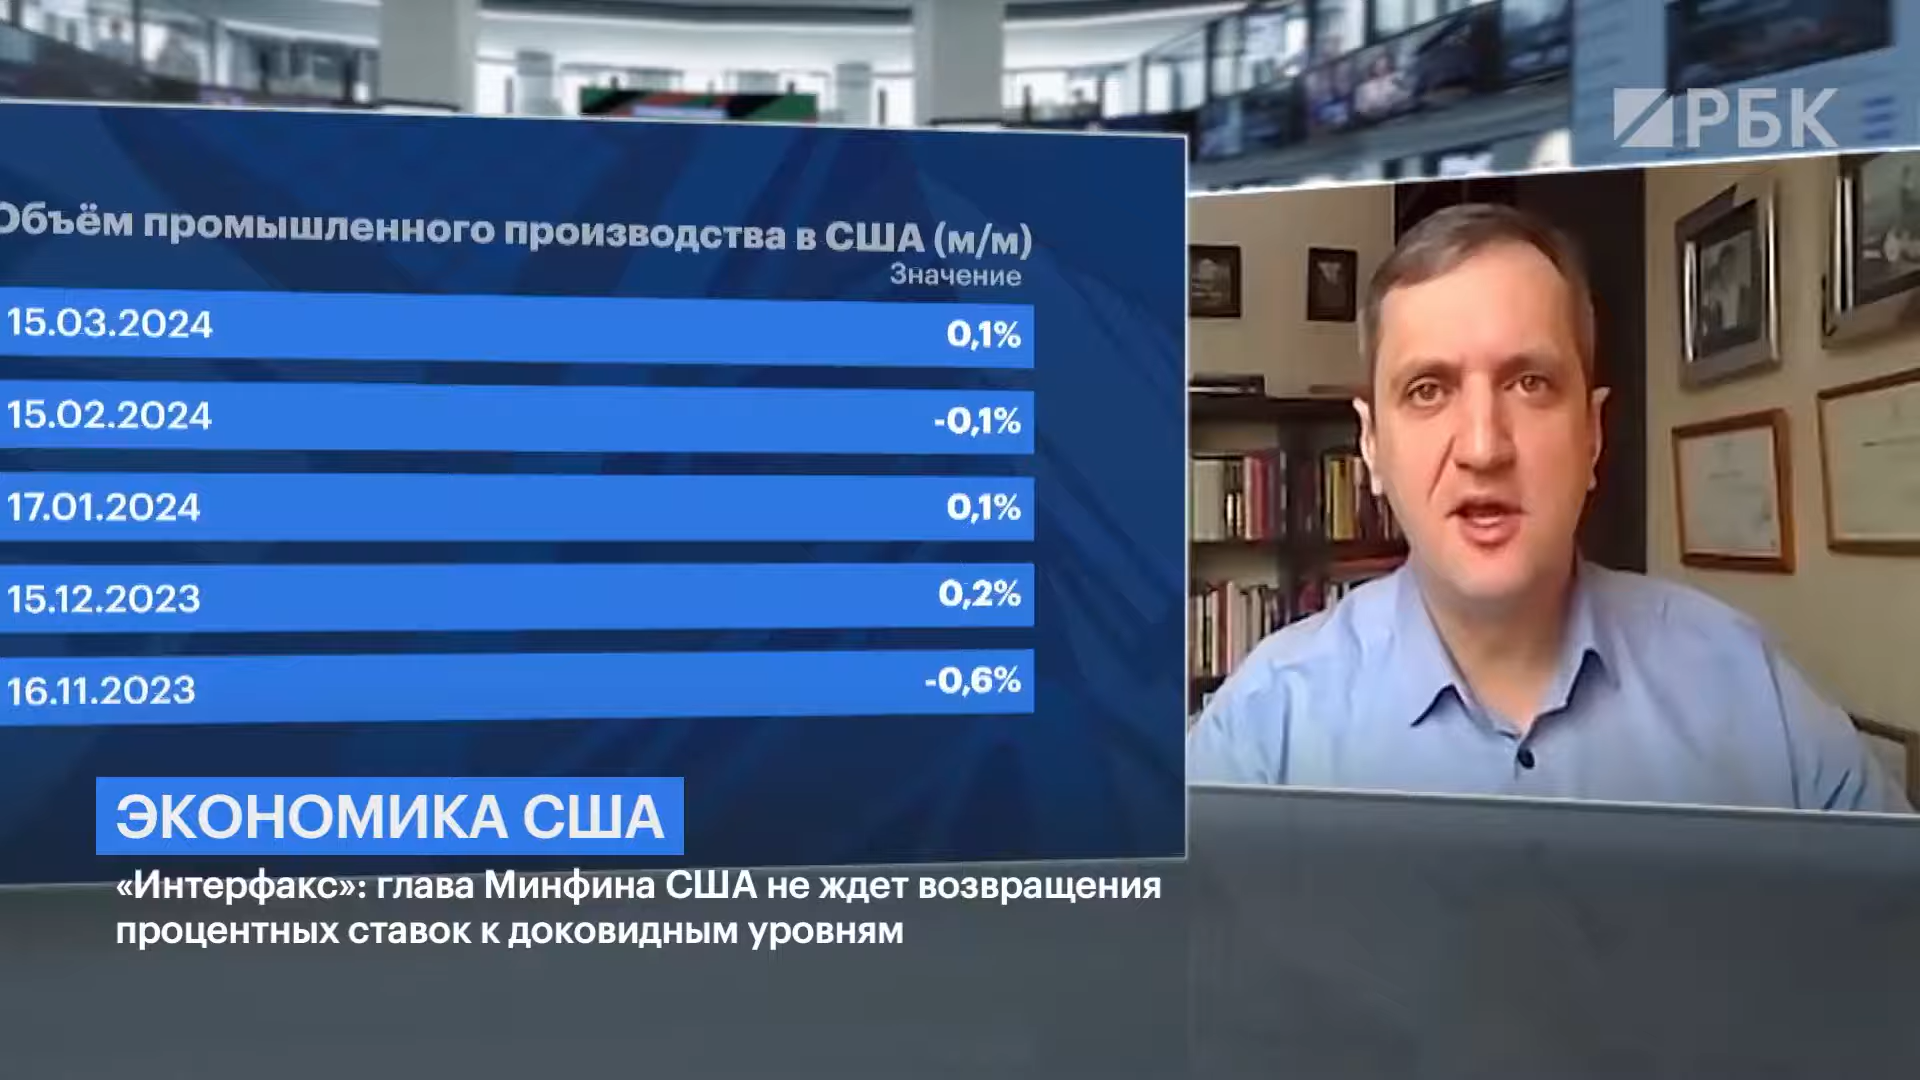 РБК
Объём промышленного производства в США (м/м)
Значение
15.03.2024 0,1%
15.02.2024 -0,1%
17.01.2024 0,1%
15.12.2023 0,2%
16.11.2023 -0,6%
ЭКОНОМИКА США
«Интерфакс»: глава Минфина США не ждет возвращения
процентных ставок к доковидным уровням